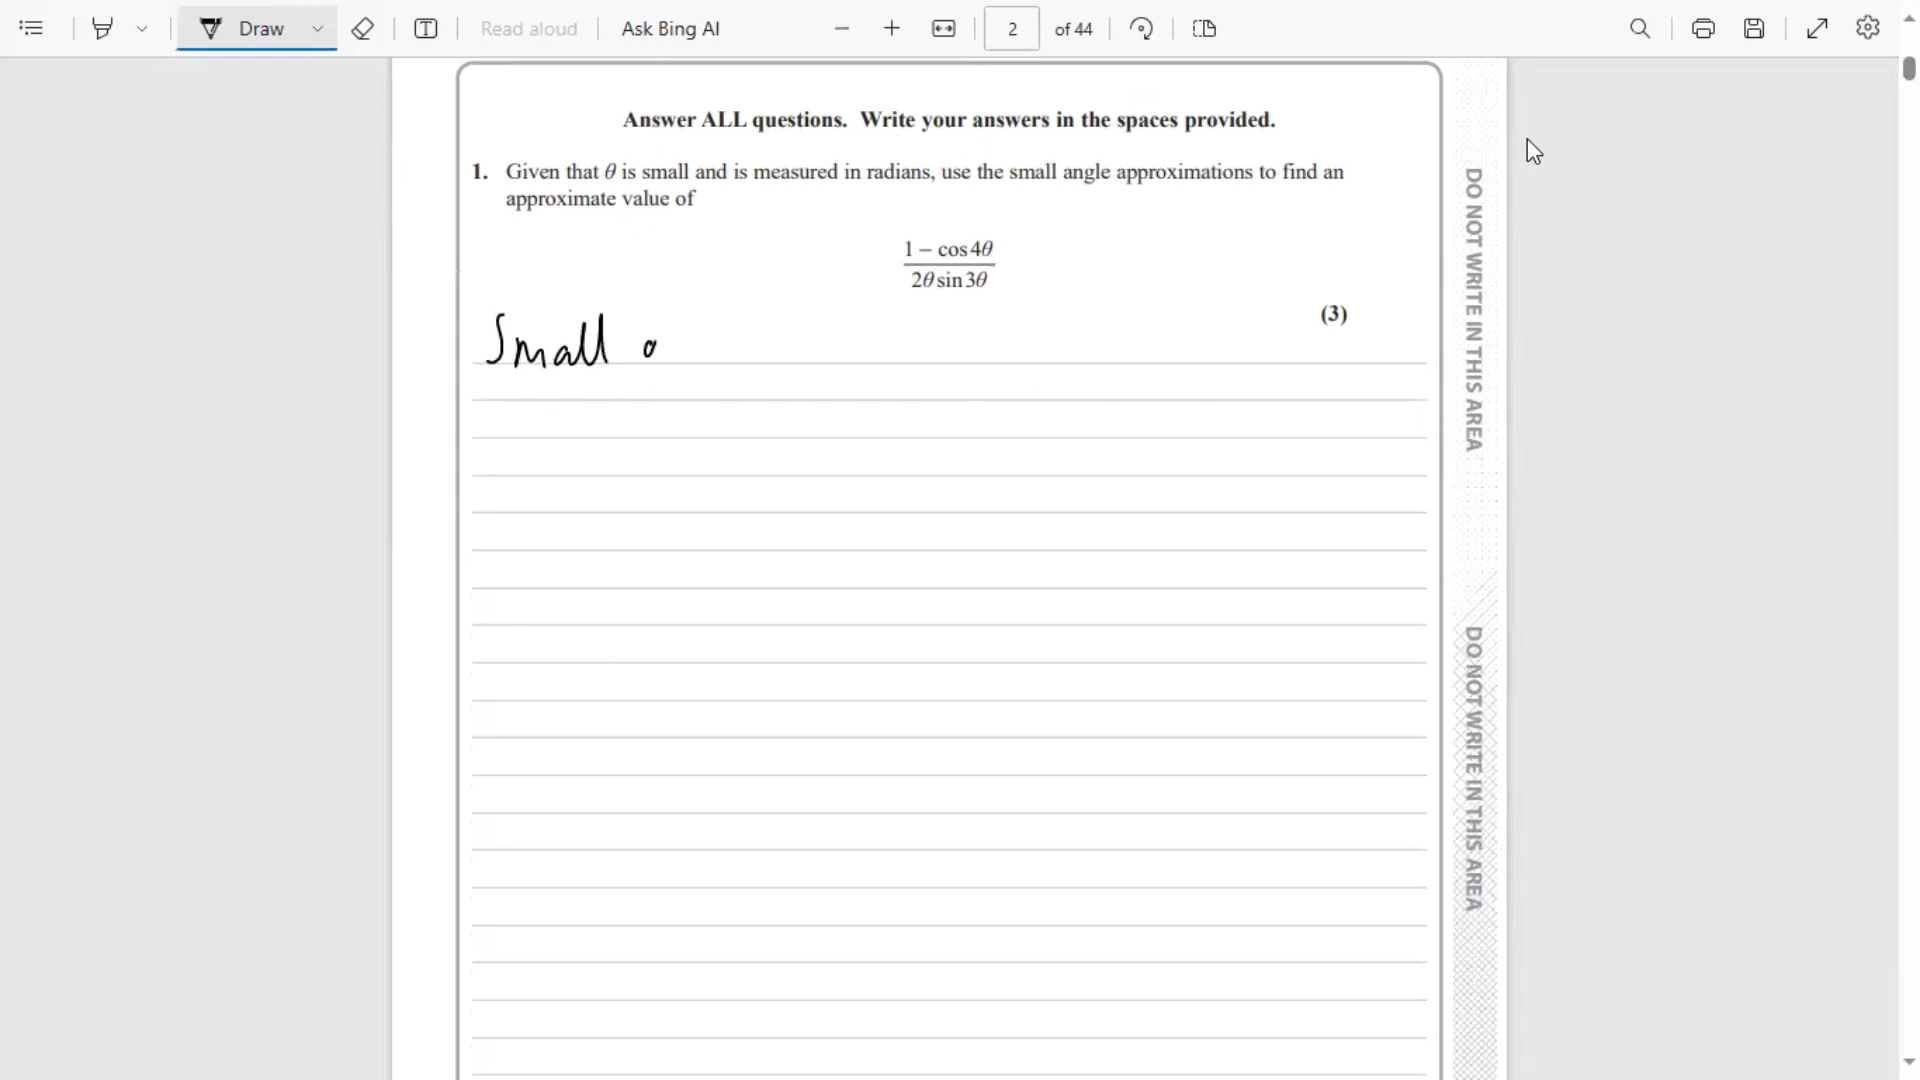 Draw
Read aloud
Ask Bing AI
2
of 44
Answer ALL questions. Write your answers in the spaces provided.
1. Given that θ is small and is measured in radians, use the small angle approximations to find an
approximate value of
1 − cos 4θ
2θ sin 3θ
(3)
Small a
DO NOT WRITE IN THIS AREA
DO NOT WRITE IN THIS AREA